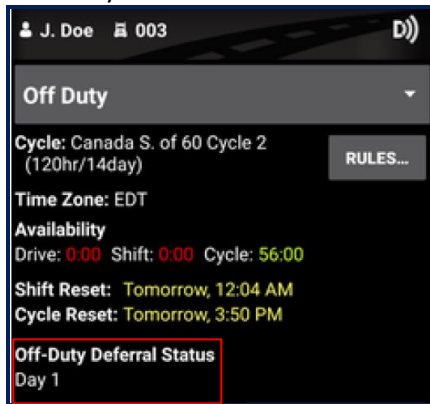 J. Doe 003 D))
Off Duty
Cycle: Canada S. of 60 Cycle 2
(120hr/14day)
RULES...
Time Zone: EDT
Availability
Drive: 0:00 Shift: 0:00 Cycle: 56:00
Shift Reset: Tomorrow, 12:04 AM
Cycle Reset: Tomorrow, 3:50 PM
Off-Duty Deferral Status
Day 1